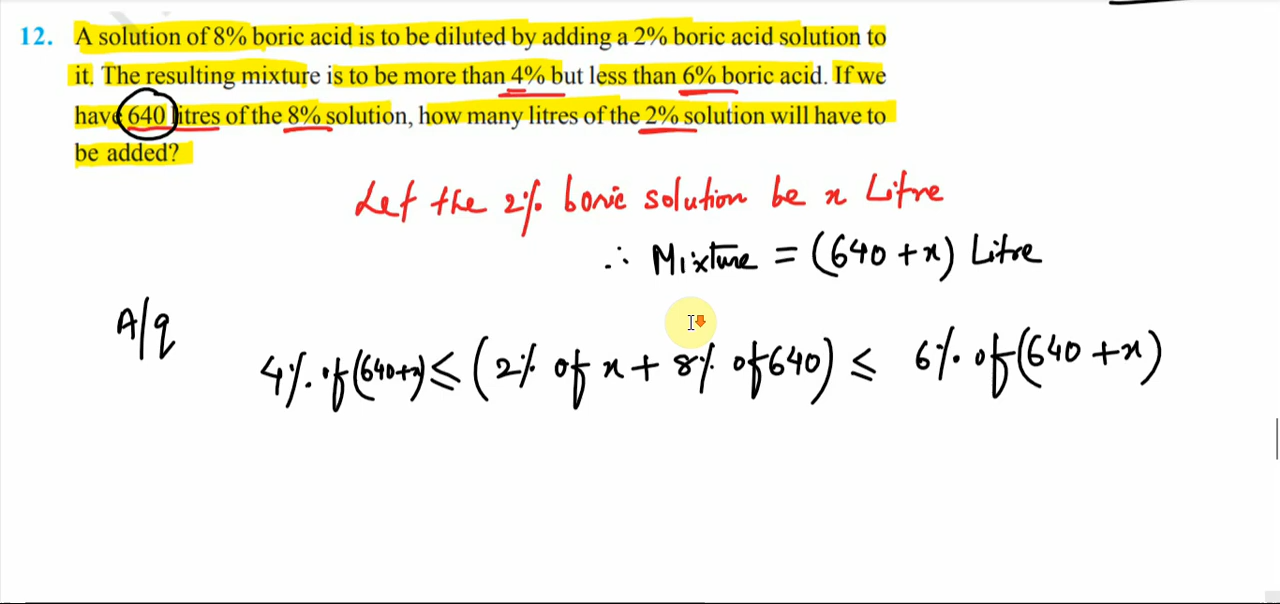 12. A solution of 8% boric acid is to be diluted by adding a 2% boric acid solution to
it. The resulting mixture is to be more than 4% but less than 6% boric acid. If we
have 640 litres of the 8% solution, how many litres of the 2% solution will have to
be added?
Let the 2% boric solution be x Litre
∴ Mixture = (640 + x) Litre
A/q
4% of (640+x) ≤ (2% of x + 8% of 640) ≤ 6% of (640 + x)